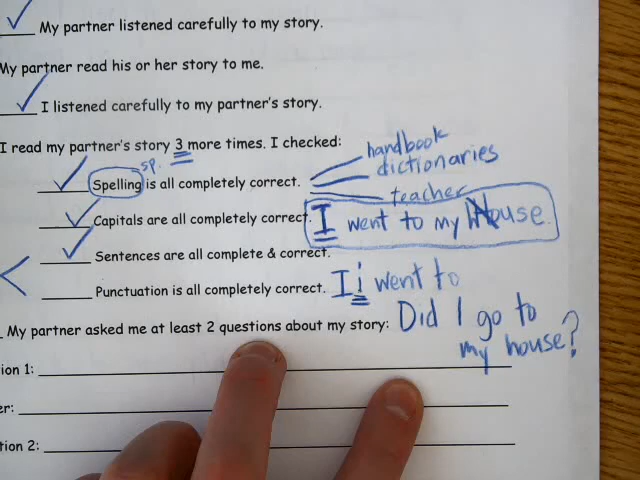 My partner listened carefully to my story.
My partner read his or her story to me.
I listened carefully to my partner's story.
I read my partner's story 3 more times. I checked:
handbook
dictionaries
sp.
Spelling is all completely correct.
teacher
Capitals are all completely correct.
I went to my House.
Sentences are all complete & correct.
Punctuation is all completely correct.
I i went to
My partner asked me at least 2 questions about my story:
Did I go to
my house?
ion 1:
er:
tion 2: